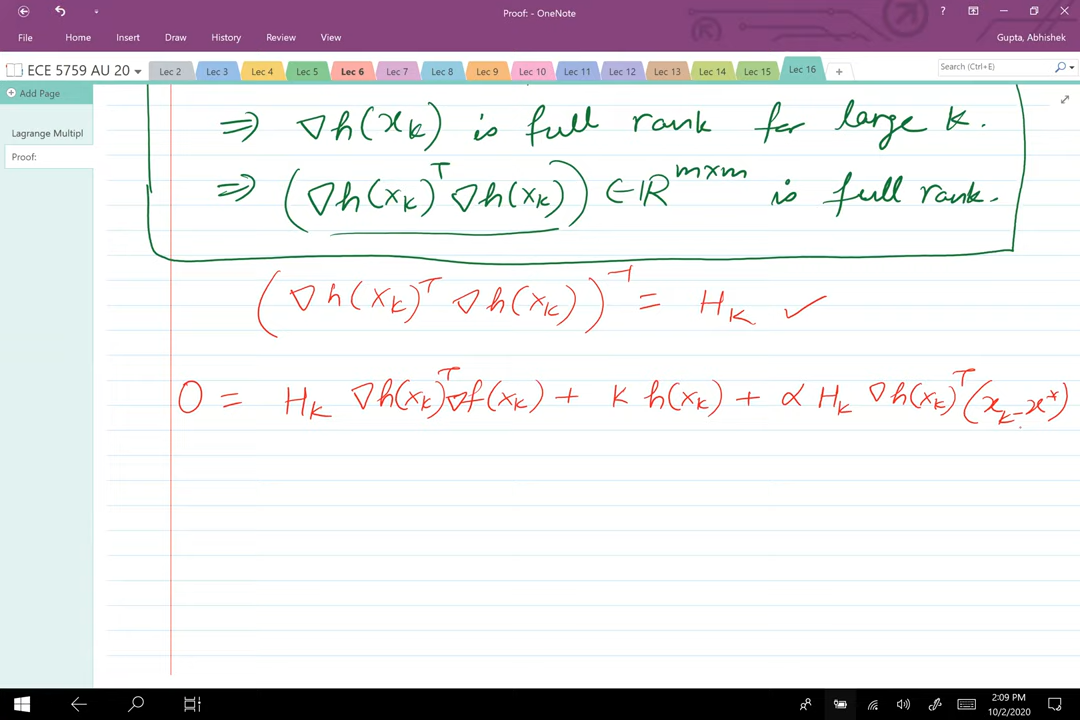 Proof: - OneNote
Gupta, Abhishek
File Home Insert Draw History Review View
ECE 5759 AU 20
Lec 2 Lec 3 Lec 4 Lec 5 Lec 6 Lec 7 Lec 8 Lec 9 Lec 10 Lec 11 Lec 12 Lec 13 Lec 14 Lec 15 Lec 16
Search (Ctrl+E)
Add Page
Lagrange Multipl
Proof:
⇒ ∇h(x_k) is full rank for large k.
⇒ (∇h(x_k)^T ∇h(x_k)) ∈ ℝ^{m×m} is full rank.
(∇h(x_k)^T ∇h(x_k))^{-1} = H_k ✓
0 = H_k ∇h(x_k)^T ∇f(x_k) + k h(x_k) + α H_k ∇h(x_k)^T (x_k - x*)
2:09 PM
10/2/2020